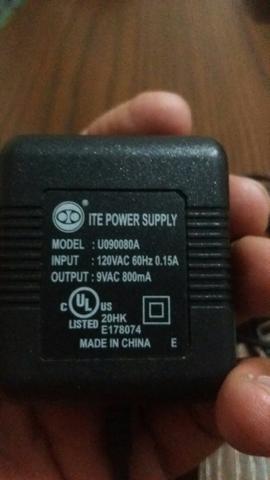 ITE POWER SUPPLY
MODEL : U090080A
INPUT : 120VAC 60Hz 0.15A
OUTPUT : 9VAC 800mA
C UL US
LISTED 20HK
E178074
MADE IN CHINA E